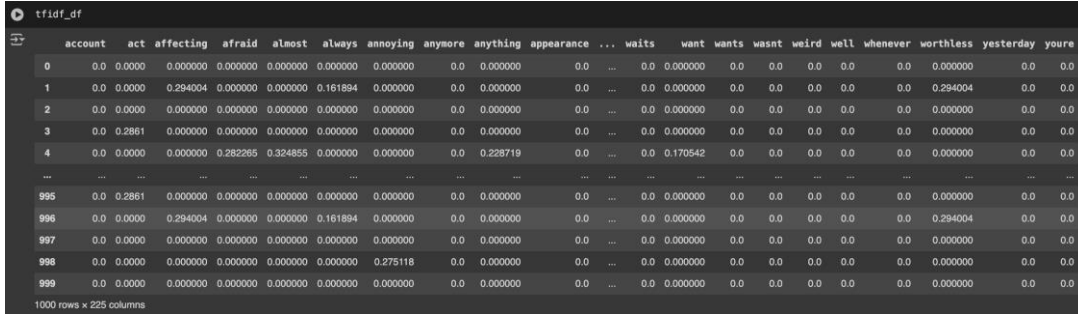 tfidf_df
account act affecting afraid almost always annoying anymore anything appearance ... waits want wants wasnt weird well whenever worthless yesterday youre
0 0.0 0.0000 0.000000 0.000000 0.000000 0.000000 0.000000 0.0 0.000000 0.0 ... 0.0 0.000000 0.0 0.0 0.0 0.0 0.0 0.000000 0.0 0.0
1 0.0 0.0000 0.294004 0.000000 0.000000 0.161894 0.000000 0.0 0.000000 0.0 ... 0.0 0.000000 0.0 0.0 0.0 0.0 0.0 0.294004 0.0 0.0
2 0.0 0.0000 0.000000 0.000000 0.000000 0.000000 0.000000 0.0 0.000000 0.0 ... 0.0 0.000000 0.0 0.0 0.0 0.0 0.0 0.000000 0.0 0.0
3 0.0 0.2861 0.000000 0.000000 0.000000 0.000000 0.000000 0.0 0.000000 0.0 ... 0.0 0.000000 0.0 0.0 0.0 0.0 0.0 0.000000 0.0 0.0
4 0.0 0.0000 0.000000 0.282265 0.324855 0.000000 0.000000 0.0 0.228719 0.0 ... 0.0 0.170542 0.0 0.0 0.0 0.0 0.0 0.000000 0.0 0.0
... ... ... ... ... ... ... ... ... ... ... ... ... ... ... ... ... ... ... ... ... ...
995 0.0 0.2861 0.000000 0.000000 0.000000 0.000000 0.000000 0.0 0.000000 0.0 ... 0.0 0.000000 0.0 0.0 0.0 0.0 0.0 0.000000 0.0 0.0
996 0.0 0.0000 0.294004 0.000000 0.000000 0.161894 0.000000 0.0 0.000000 0.0 ... 0.0 0.000000 0.0 0.0 0.0 0.0 0.0 0.294004 0.0 0.0
997 0.0 0.0000 0.000000 0.000000 0.000000 0.000000 0.000000 0.0 0.000000 0.0 ... 0.0 0.000000 0.0 0.0 0.0 0.0 0.0 0.000000 0.0 0.0
998 0.0 0.0000 0.000000 0.000000 0.000000 0.000000 0.275118 0.0 0.000000 0.0 ... 0.0 0.000000 0.0 0.0 0.0 0.0 0.0 0.000000 0.0 0.0
999 0.0 0.0000 0.000000 0.000000 0.000000 0.000000 0.000000 0.0 0.000000 0.0 ... 0.0 0.000000 0.0 0.0 0.0 0.0 0.0 0.000000 0.0 0.0
1000 rows × 225 columns